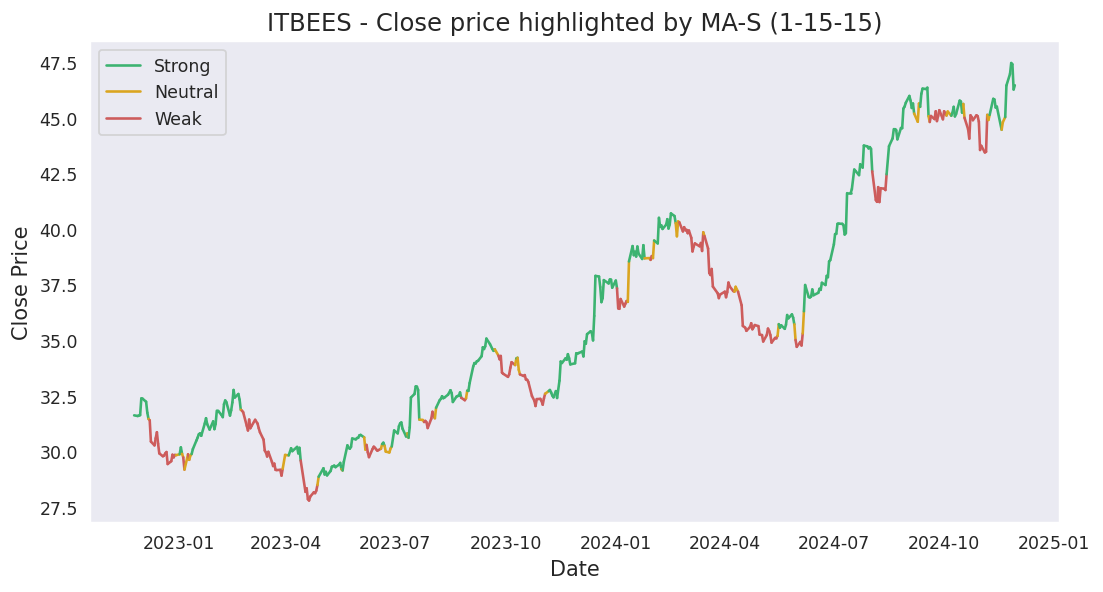 ITBEES - Close price highlighted by MA-S (1-15-15)
Strong
Neutral
Weak
Close Price
47.5
45.0
42.5
40.0
37.5
35.0
32.5
30.0
27.5
2023-01 2023-04 2023-07 2023-10 2024-01 2024-04 2024-07 2024-10 2025-01
Date